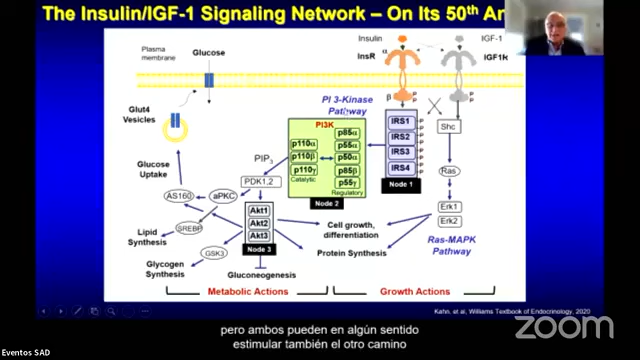 The Insulin/IGF-1 Signaling Network – On Its 50th An
Plasma
membrane
Glucose
Insulin
IGF-1
InsR
α
IGF1R
β
Glut4
Vesicles
PI 3-Kinase
Pathway
PI3K
p110α
p110β
p110γ
Catalytic
p85α
p55α
p50α
p85β
p55γ
Regulatory
Node 2
IRS1
IRS2
IRS3
IRS4
Node 1
Shc
Ras
Erk1
Erk2
Ras-MAPK
Pathway
PIP3
PDK1,2
Glucose
Uptake
AS160
aPKC
Akt1
Akt2
Akt3
Node 3
SREBP
Lipid
Synthesis
GSK3
Glycogen
Synthesis
Gluconeogenesis
Cell growth,
differentiation
Protein Synthesis
Metabolic Actions
Growth Actions
Kahn, et al, Williams Textbook of Endocrinology, 2020
pero ambos pueden en algún sentido
estimular también el otro camino
Eventos SAD
zoom